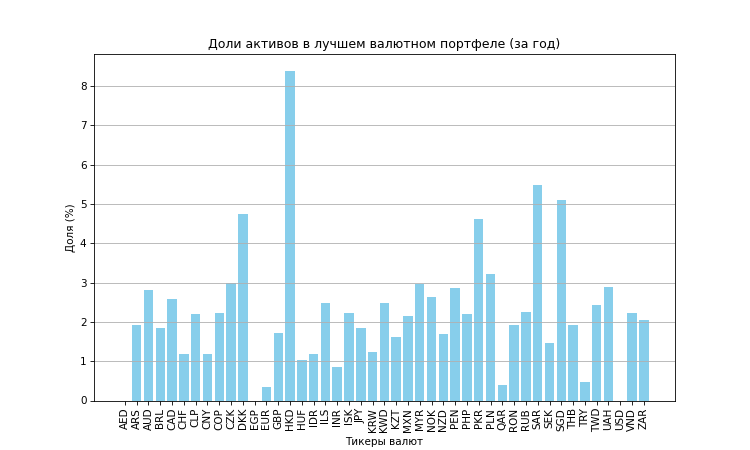 Доли активов в лучшем валютном портфеле (за год)
8
7
6
5
4
3
2
1
0
Доля (%)
AED ARS AUD BRL CAD CHF CLP CNY COP CZK DKK EGP EUR GBP HKD HUF IDR ILS INR ISK JPY KRW KWD KZT MXN MYR NOK NZD PEN PHP PKR PLN QAR RON RUB SAR SEK SGD THB TRY TWD UAH USD VND ZAR
Тикеры валют